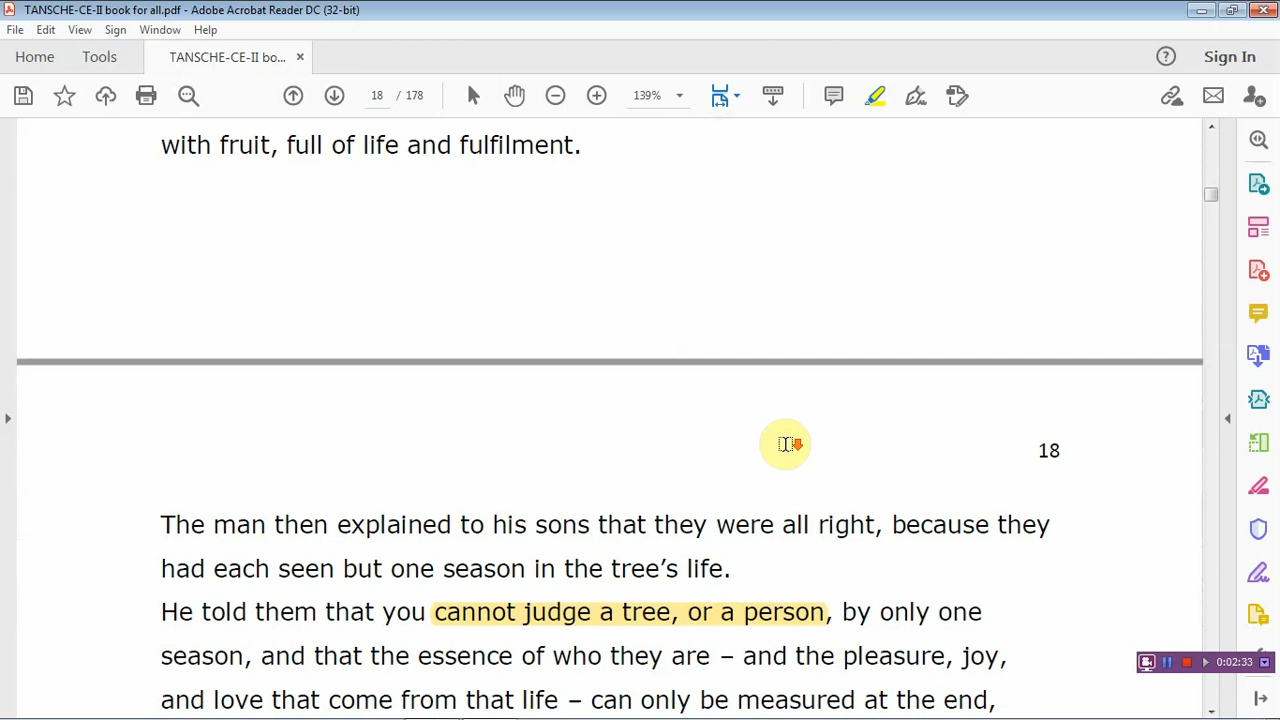 TANSCHE-CE-II book for all.pdf - Adobe Acrobat Reader DC (32-bit)
File Edit View Sign Window Help
Home Tools TANSCHE-CE-II bo... × Sign In
18 / 178 139%
with fruit, full of life and fulfilment.
18
The man then explained to his sons that they were all right, because they
had each seen but one season in the tree’s life.
He told them that you cannot judge a tree, or a person, by only one
season, and that the essence of who they are – and the pleasure, joy,
and love that come from that life – can only be measured at the end,
0:02:33